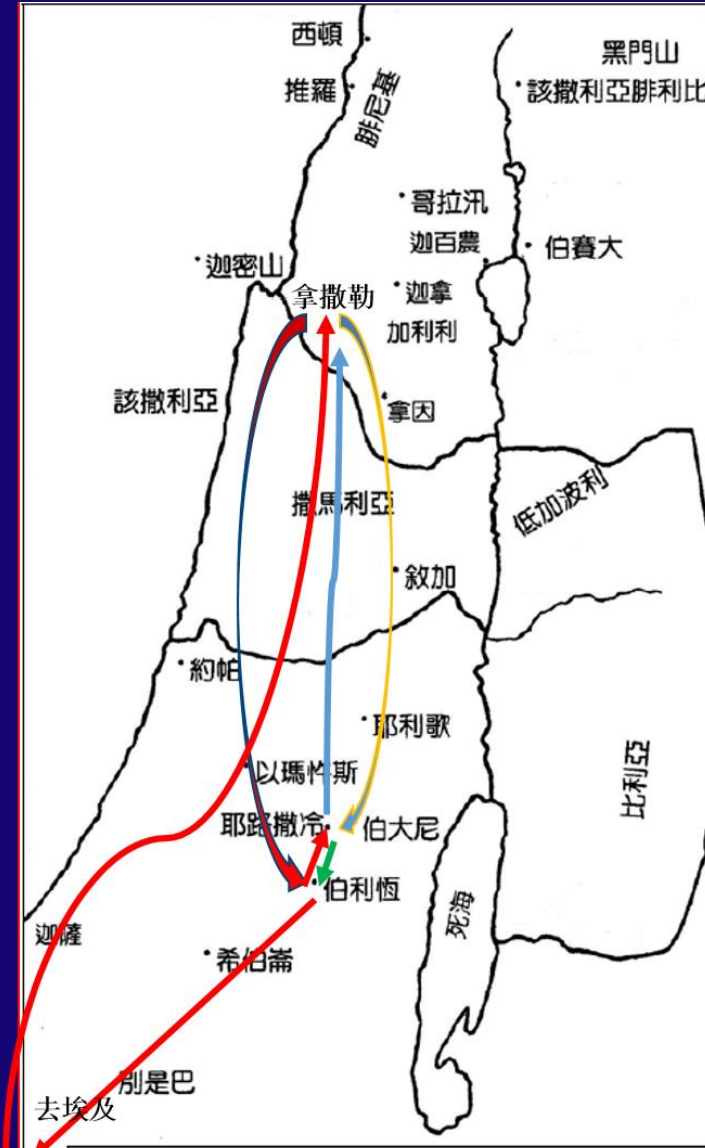 西頓
黑門山
推羅
該撒利亞腓利比
腓尼基
哥拉汛
迦百農
伯賽大
迦密山
迦拿
拿撒勒
加利利
該撒利亞
拿因
撒馬利亞
低加波利
敘加
約帕
耶利歌
以瑪忤斯
比利亞
耶路撒冷
伯大尼
伯利恆
死海
迦薩
希伯崙
別是巴
去埃及